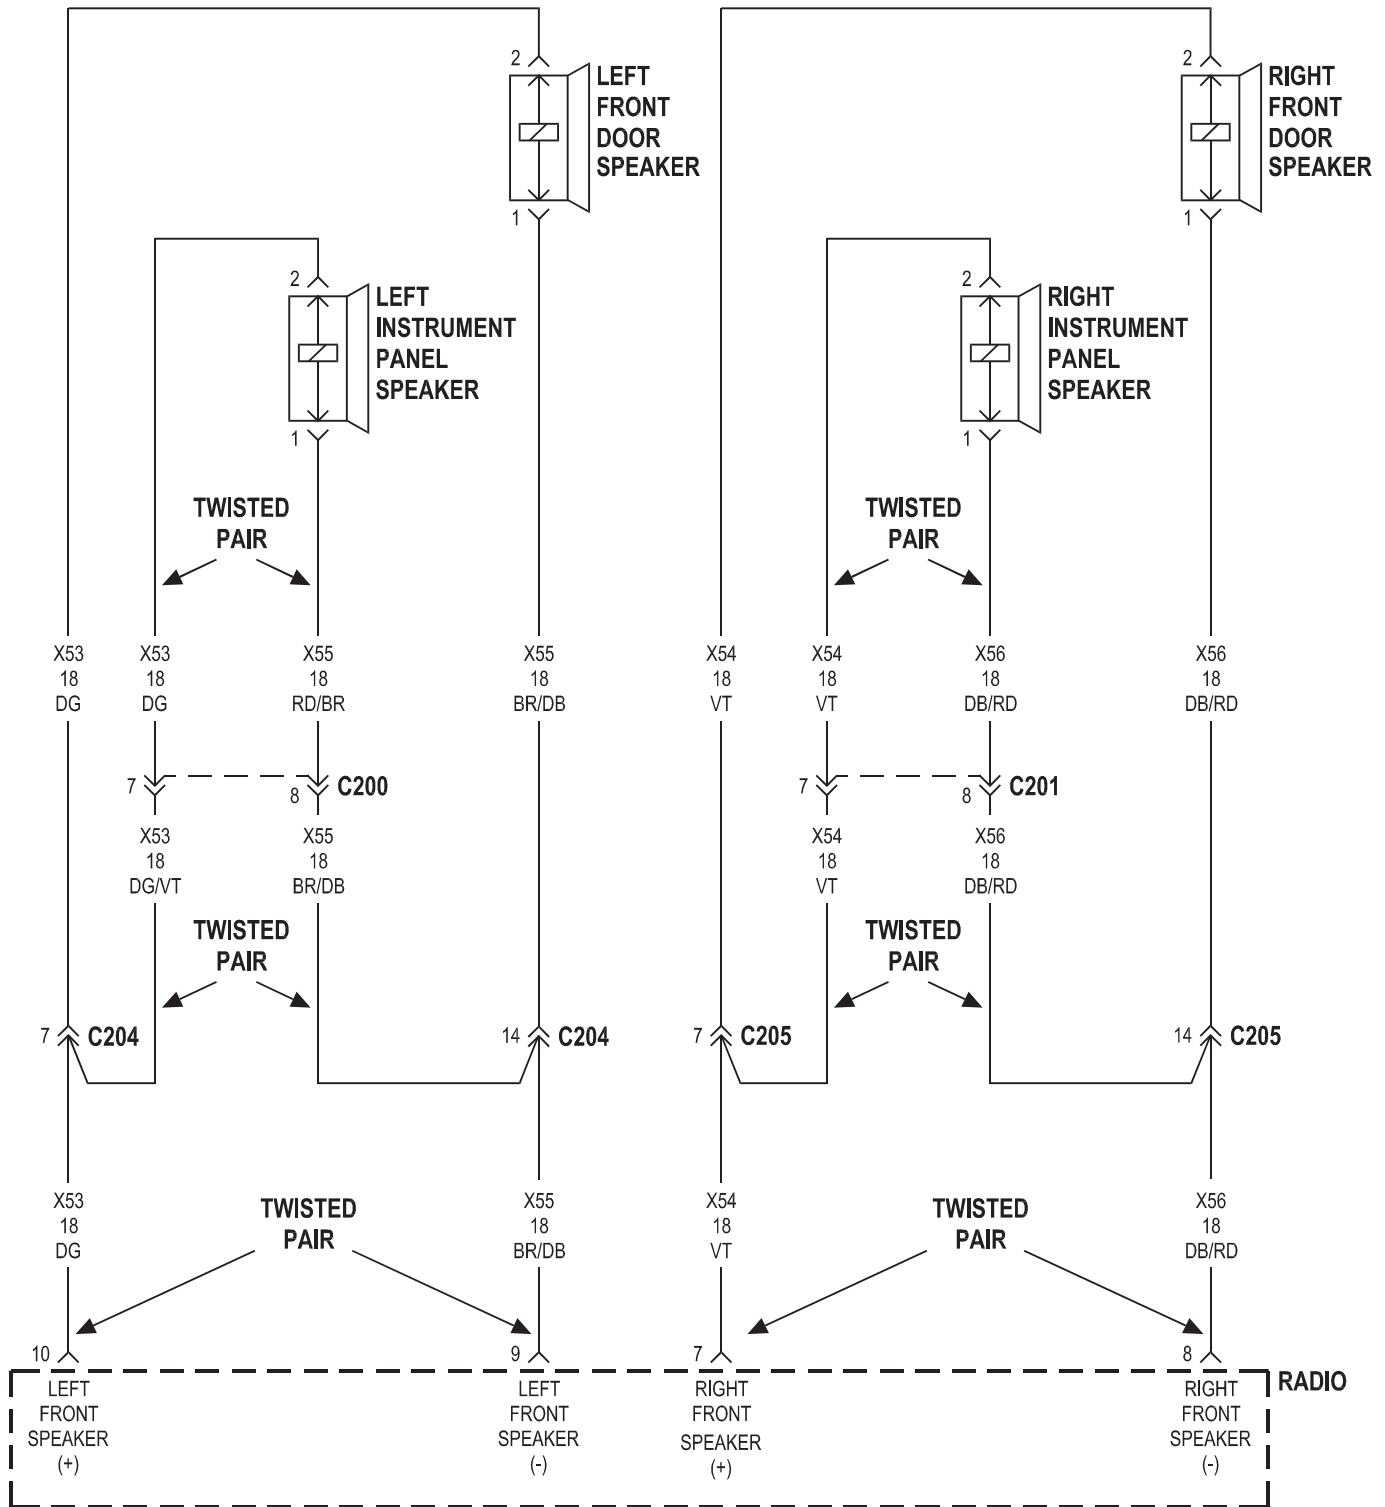 2
LEFT
FRONT
DOOR
SPEAKER
1
2
RIGHT
FRONT
DOOR
SPEAKER
1
2
LEFT
INSTRUMENT
PANEL
SPEAKER
1
2
RIGHT
INSTRUMENT
PANEL
SPEAKER
1
TWISTED
PAIR
TWISTED
PAIR
X53
18
DG
X53
18
DG
X55
18
RD/BR
X55
18
BR/DB
X54
18
VT
X54
18
VT
X56
18
DB/RD
X56
18
DB/RD
7
8
C200
7
8
C201
X53
18
DG/VT
X55
18
BR/DB
X54
18
VT
X56
18
DB/RD
TWISTED
PAIR
TWISTED
PAIR
7
C204
14
C204
7
C205
14
C205
X53
18
DG
TWISTED
PAIR
X55
18
BR/DB
X54
18
VT
TWISTED
PAIR
X56
18
DB/RD
10
9
7
8
RADIO
LEFT
FRONT
SPEAKER
(+)
LEFT
FRONT
SPEAKER
(-)
RIGHT
FRONT
SPEAKER
(+)
RIGHT
FRONT
SPEAKER
(-)